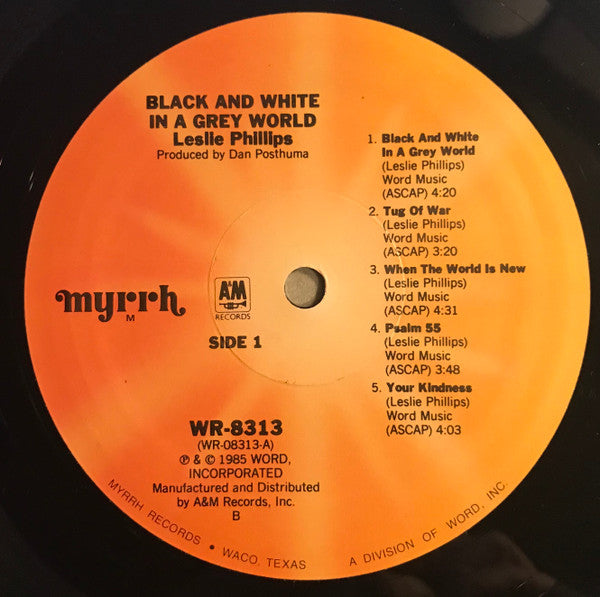 BLACK AND WHITE
IN A GREY WORLD
Leslie Phillips
Produced by Dan Posthuma
1. Black And White
In A Grey World
(Leslie Phillips)
Word Music
(ASCAP) 4:20
2. Tug Of War
(Leslie Phillips)
Word Music
(ASCAP) 3:20
3. When The World Is New
(Leslie Phillips)
Word Music
(ASCAP) 4:31
4. Psalm 55
(Leslie Phillips)
Word Music
(ASCAP) 3:48
5. Your Kindness
(Leslie Phillips)
Word Music
(ASCAP) 4:03
myrrh
M
A&M
RECORDS
SIDE 1
WR-8313
(WR-08313-A)
℗ & © 1985 WORD,
INCORPORATED
Manufactured and Distributed
by A&M Records, Inc.
B
MYRRH RECORDS • WACO, TEXAS A DIVISION OF WORD, INC.